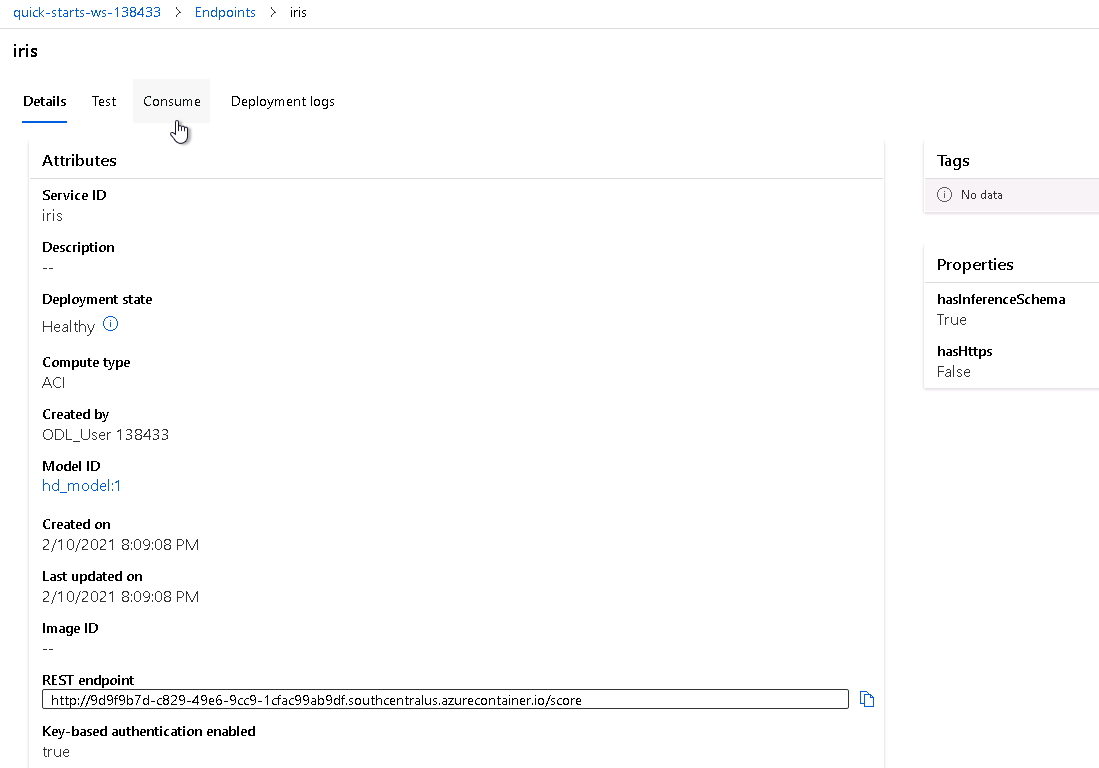 quick-starts-ws-138433 > Endpoints > iris
iris
Details Test Consume Deployment logs
Attributes
Service ID
iris
Description
--
Deployment state
Healthy
Compute type
ACI
Created by
ODL_User 138433
Model ID
hd_model:1
Created on
2/10/2021 8:09:08 PM
Last updated on
2/10/2021 8:09:08 PM
Image ID
--
REST endpoint
http://9d9f9b7d-c829-49e6-9cc9-1cfac99ab9df.southcentralus.azurecontainer.io/score
Key-based authentication enabled
true
Tags
No data
Properties
hasInferenceSchema
True
hasHttps
False